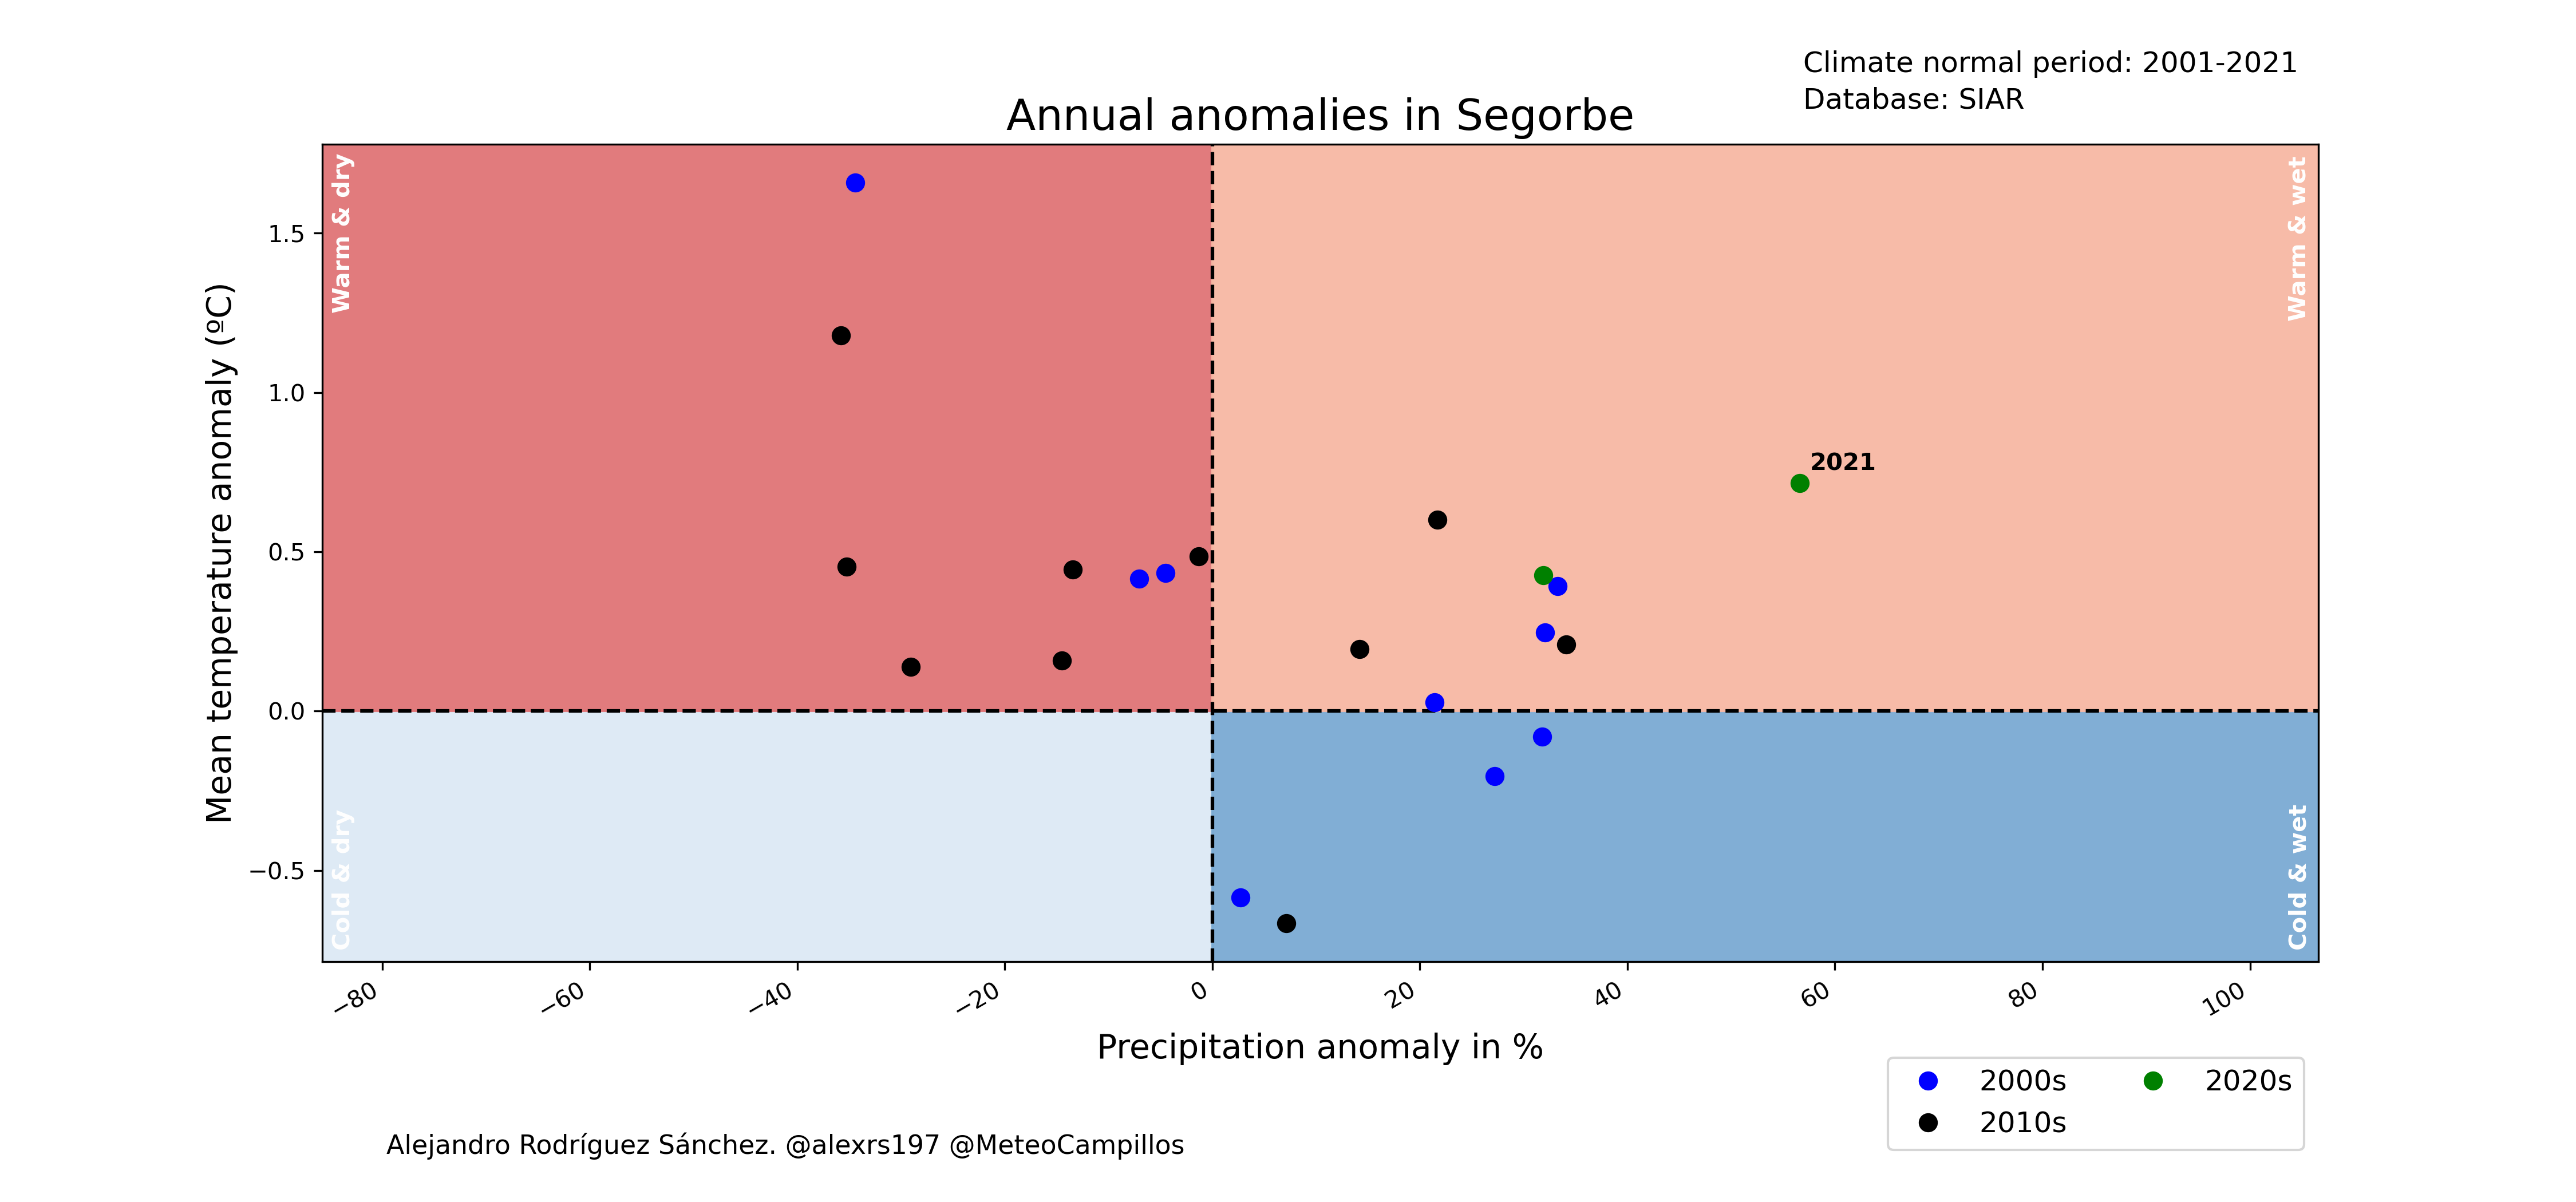 Climate normal period: 2001-2021
Database: SIAR
Annual anomalies in Segorbe
Warm & dry
Warm & wet
Mean temperature anomaly (ºC)
1.5
1.0
0.5
0.0
−0.5
2021
Cold & dry
Cold & wet
−80
−60
−40
−20
0
20
40
60
80
100
Precipitation anomaly in %
2000s
2020s
2010s
Alejandro Rodríguez Sánchez. @alexrs197 @MeteoCampillos